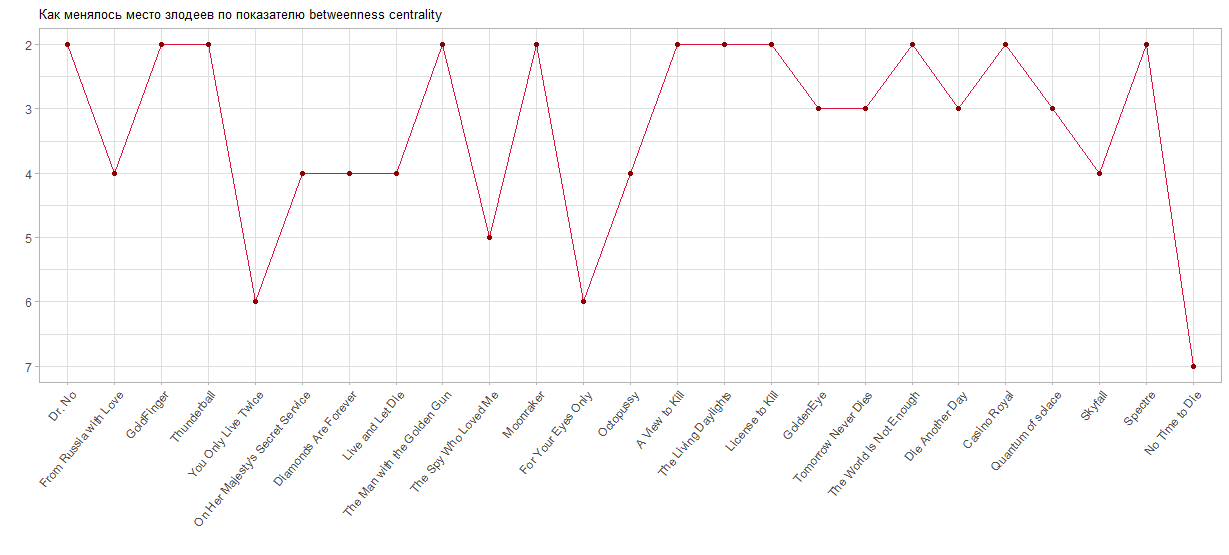 Как менялось место злодеев по показателю betweenness centrality
2
3
4
5
6
7
Dr. No
From Russia with Love
GoldFinger
Thunderball
You Only Live Twice
On Her Majesty's Secret Service
Diamonds Are Forever
Live and Let Die
The Man with the Golden Gun
The Spy Who Loved Me
Moonraker
For Your Eyes Only
Octopussy
A View to Kill
The Living Daylights
License to Kill
GoldenEye
Tomorrow Never Dies
The World Is Not Enough
Die Another Day
Casino Royal
Quantum of solace
Skyfall
Spectre
No Time to Die